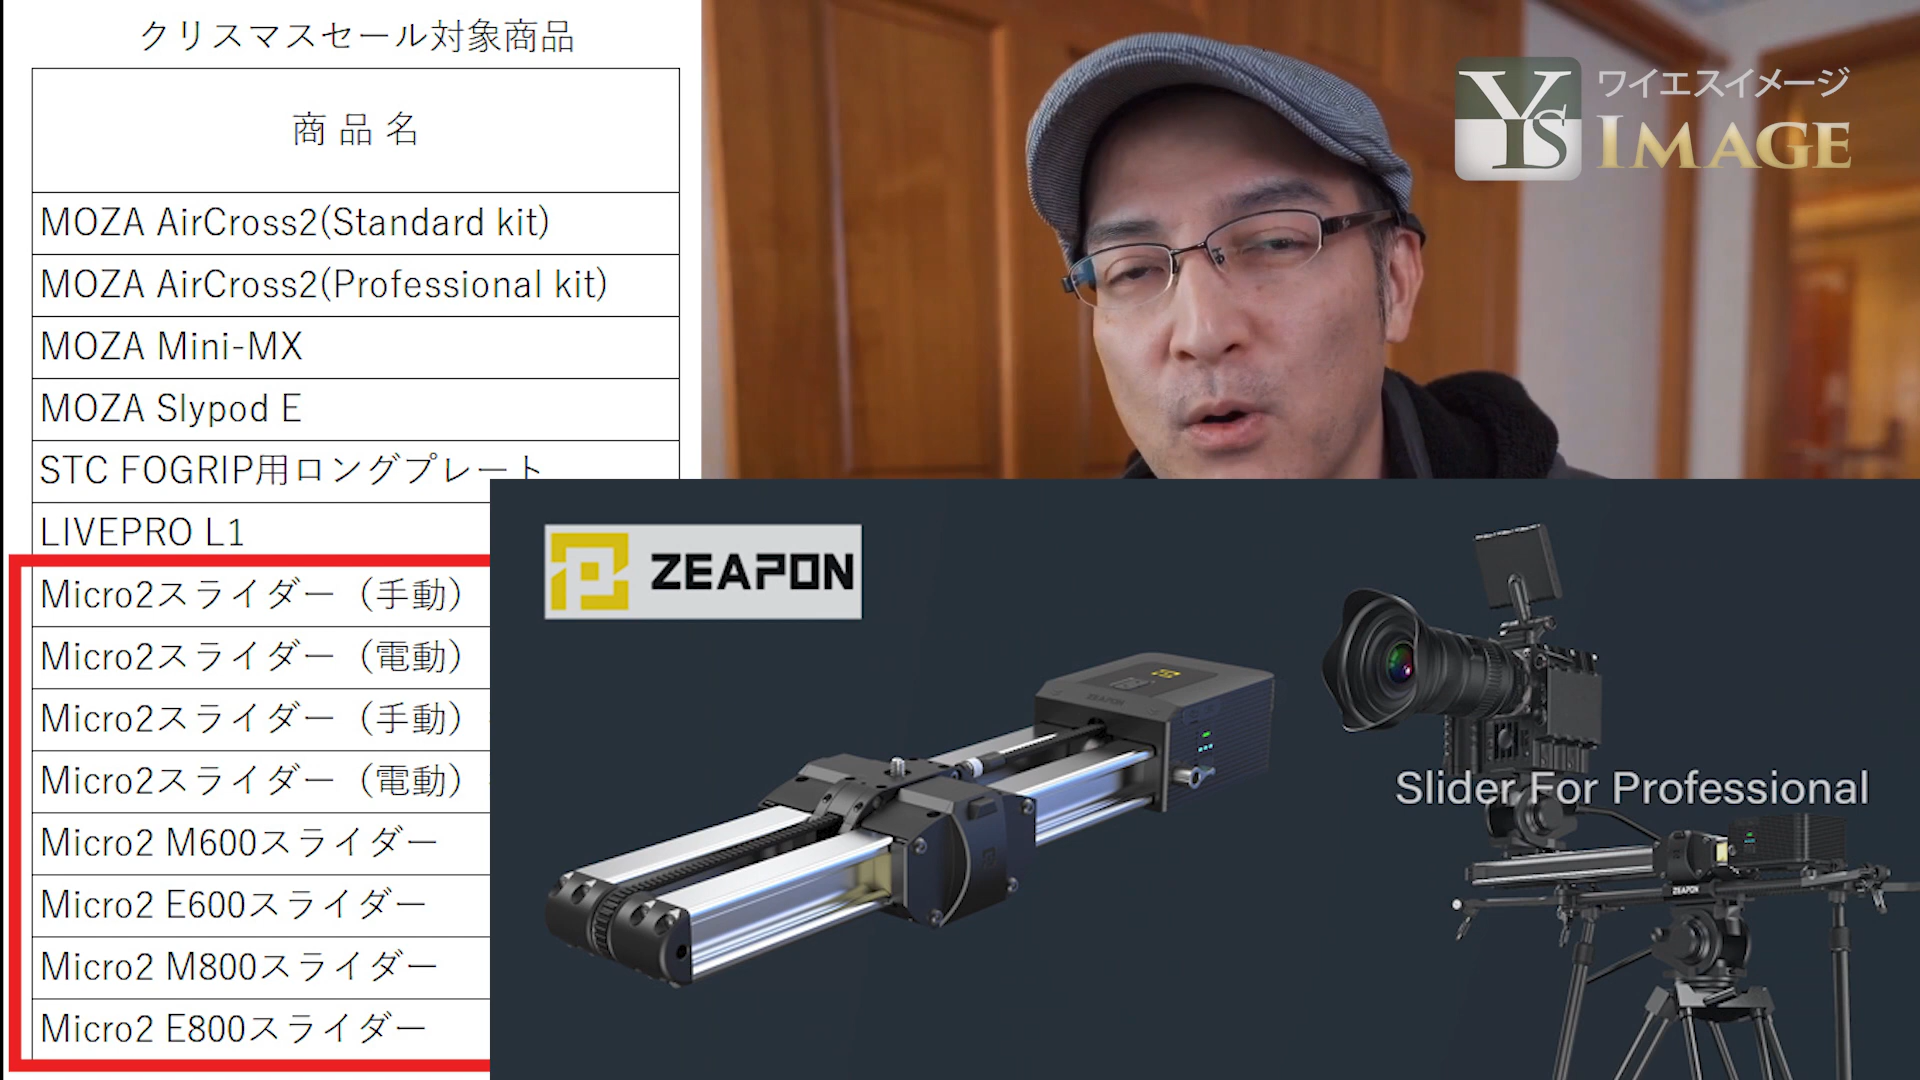 クリスマスセール対象商品
商品名
MOZA AirCross2(Standard kit)
MOZA AirCross2(Professional kit)
MOZA Mini-MX
MOZA Slypod E
STC FOGRIP用ロングプレート
LIVEPRO L1
Micro2スライダー（手動）
Micro2スライダー（電動）
Micro2スライダー（手動）
Micro2スライダー（電動）
Micro2 M600スライダー
Micro2 E600スライダー
Micro2 M800スライダー
Micro2 E800スライダー
YS
ワイエスイメージ
IMAGE
ZEAPON
ZEAPON
Slider For Professional
ZEAPON